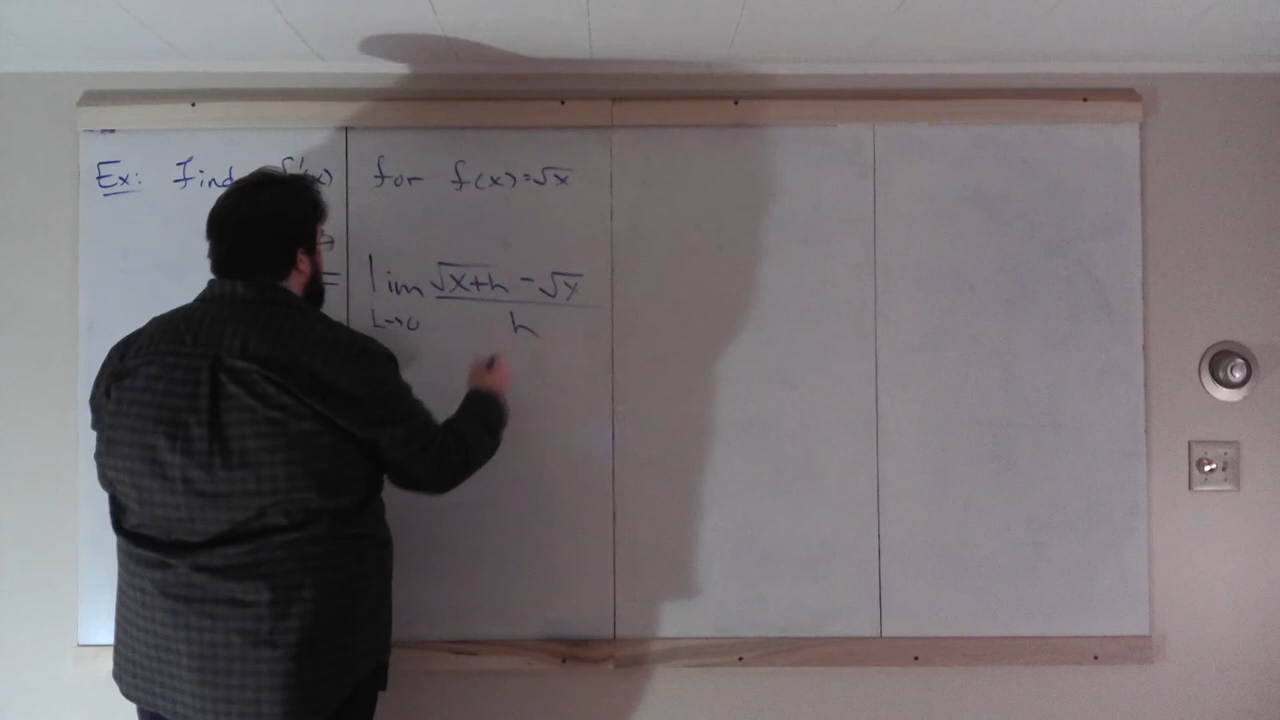 Ex: Find f'(x) for f(x)=√x
= lim √x+h - √x
h→0 h